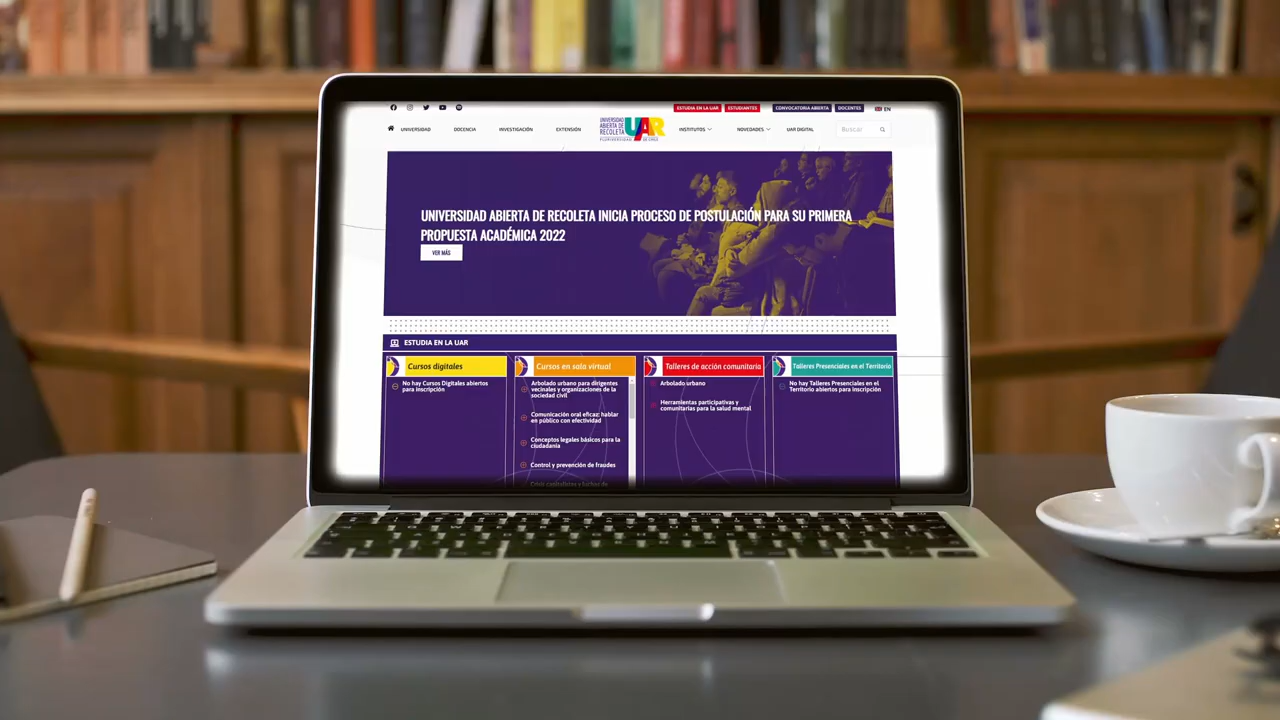 ESTUDIA EN LA UAR
ESTUDIANTES
CONVOCATORIA ABIERTA
DOCENTES
EN
UNIVERSIDAD
DOCENCIA
INVESTIGACIÓN
EXTENSIÓN
UNIVERSIDAD
ABIERTA DE
RECOLETA
UAR
INSTITUTOS
NOVEDADES
UAR DIGITAL
Buscar
UNIVERSIDAD ABIERTA DE RECOLETA INICIA PROCESO DE POSTULACIÓN PARA SU PRIMERA
PROPUESTA ACADÉMICA 2022
VER MÁS
ESTUDIA EN LA UAR
Cursos digitales
No hay Cursos Digitales abiertos
para inscripción
Cursos en sala virtual
Arbolado urbano para dirigentes
vecinales y organizaciones de la
sociedad civil
Comunicación oral eficaz: hablar
en público con efectividad
Conceptos legales básicos para la
ciudadanía
Control y prevención de fraudes
Crisis capitalistas y luchas de
Talleres de acción comunitaria
Arbolado urbano
Herramientas participativas y
comunitarias para la salud mental
Talleres Presenciales en el Territorio
No hay Talleres Presenciales en el
Territorio abiertos para inscripción